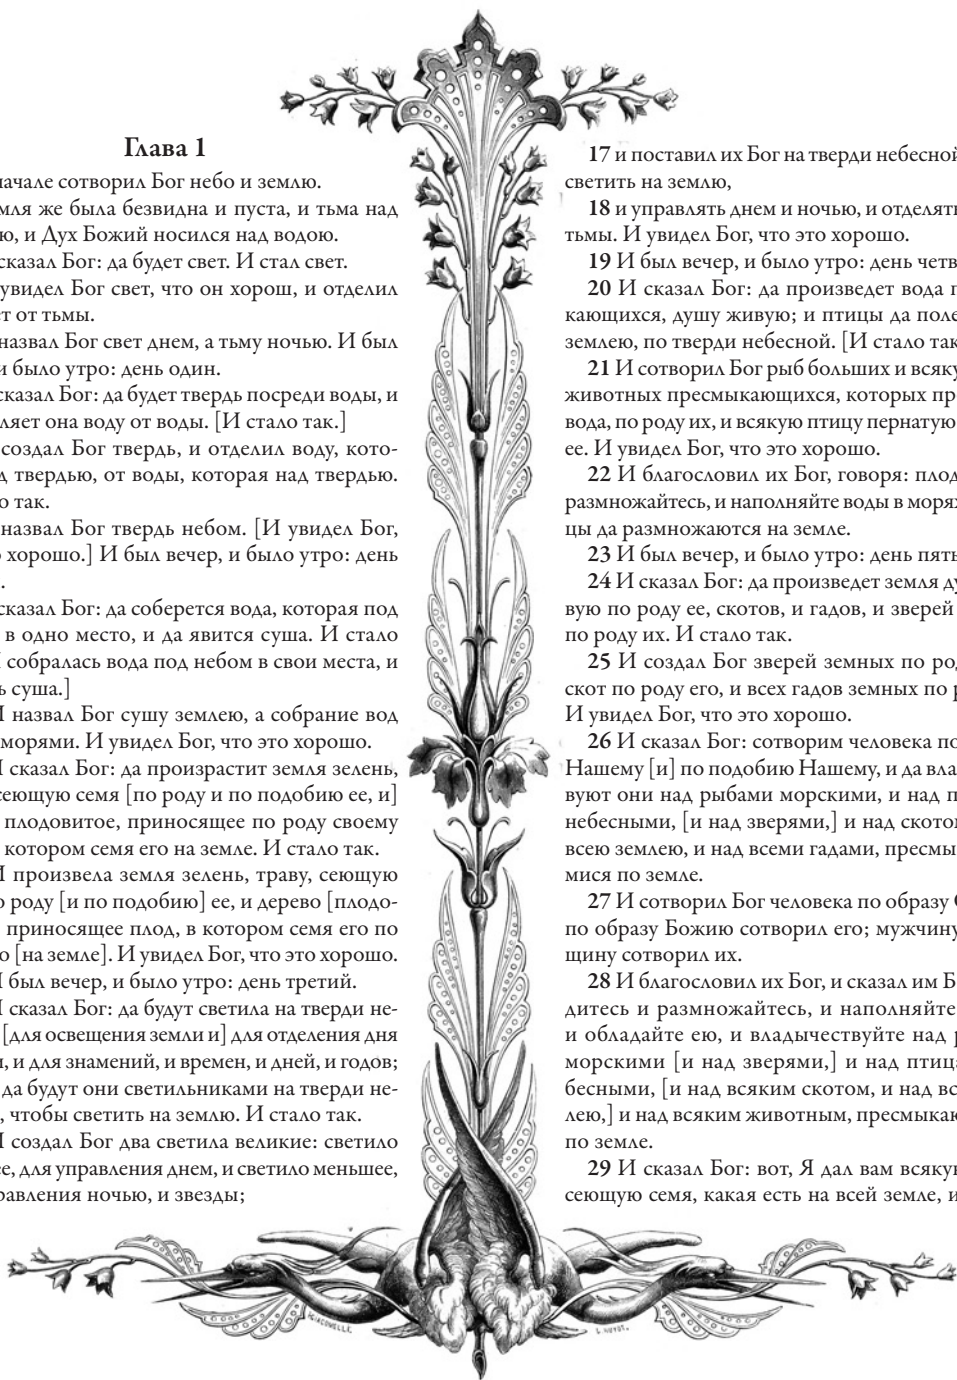 Глава 1
начале сотворил Бог небо и землю.
мля же была безвидна и пуста, и тьма над
ю, и Дух Божий носился над водою.
сказал Бог: да будет свет. И стал свет.
увидел Бог свет, что он хорош, и отделил
ет от тьмы.
назвал Бог свет днем, а тьму ночью. И был
и было утро: день один.
сказал Бог: да будет твердь посреди воды, и
ляет она воду от воды. [И стало так.]
создал Бог твердь, и отделил воду, кото-
д твердью, от воды, которая над твердью.
о так.
назвал Бог твердь небом. [И увидел Бог,
о хорошо.] И был вечер, и было утро: день
.
сказал Бог: да соберется вода, которая под
в одно место, и да явится суша. И стало
собралась вода под небом в свои места, и
ь суша.]
И назвал Бог сушу землею, а собрание вод
морями. И увидел Бог, что это хорошо.
И сказал Бог: да произрастит земля зелень,
сеющую семя [по роду и по подобию ее, и]
плодовитое, приносящее по роду своему
котором семя его на земле. И стало так.
И произвела земля зелень, траву, сеющую
о роду [и по подобию] ее, и дерево [плодо-
приносящее плод, в котором семя его по
о [на земле]. И увидел Бог, что это хорошо.
И был вечер, и было утро: день третий.
И сказал Бог: да будут светила на тверди не-
[для освещения земли и] для отделения дня
и, и для знамений, и времен, и дней, и годов;
да будут они светильниками на тверди не-
, чтобы светить на землю. И стало так.
И создал Бог два светила великие: светило
ее, для управления днем, и светило меньшее,
равления ночью, и звезды;
17 и поставил их Бог на тверди небесной
светить на землю,
18 и управлять днем и ночью, и отделять
тьмы. И увидел Бог, что это хорошо.
19 И был вечер, и было утро: день четв
20 И сказал Бог: да произведет вода п
кающихся, душу живую; и птицы да поле
землею, по тверди небесной. [И стало так
21 И сотворил Бог рыб больших и всяку
животных пресмыкающихся, которых пр
вода, по роду их, и всякую птицу пернатую
ее. И увидел Бог, что это хорошо.
22 И благословил их Бог, говоря: плод
размножайтесь, и наполняйте воды в морях
цы да размножаются на земле.
23 И был вечер, и было утро: день пять
24 И сказал Бог: да произведет земля ду
вую по роду ее, скотов, и гадов, и зверей
по роду их. И стало так.
25 И создал Бог зверей земных по род
скот по роду его, и всех гадов земных по р
И увидел Бог, что это хорошо.
26 И сказал Бог: сотворим человека по
Нашему [и] по подобию Нашему, и да вла
вуют они над рыбами морскими, и над п
небесными, [и над зверями,] и над скотом
всею землею, и над всеми гадами, пресмы
мися по земле.
27 И сотворил Бог человека по образу С
по образу Божию сотворил его; мужчину
щину сотворил их.
28 И благословил их Бог, и сказал им Б
дитесь и размножайтесь, и наполняйте
и обладайте ею, и владычествуйте над р
морскими [и над зверями,] и над птица
бесными, [и над всяким скотом, и над вс
лею,] и над всяким животным, пресмыкаю
по земле.
29 И сказал Бог: вот, Я дал вам всякую
сеющую семя, какая есть на всей земле, и